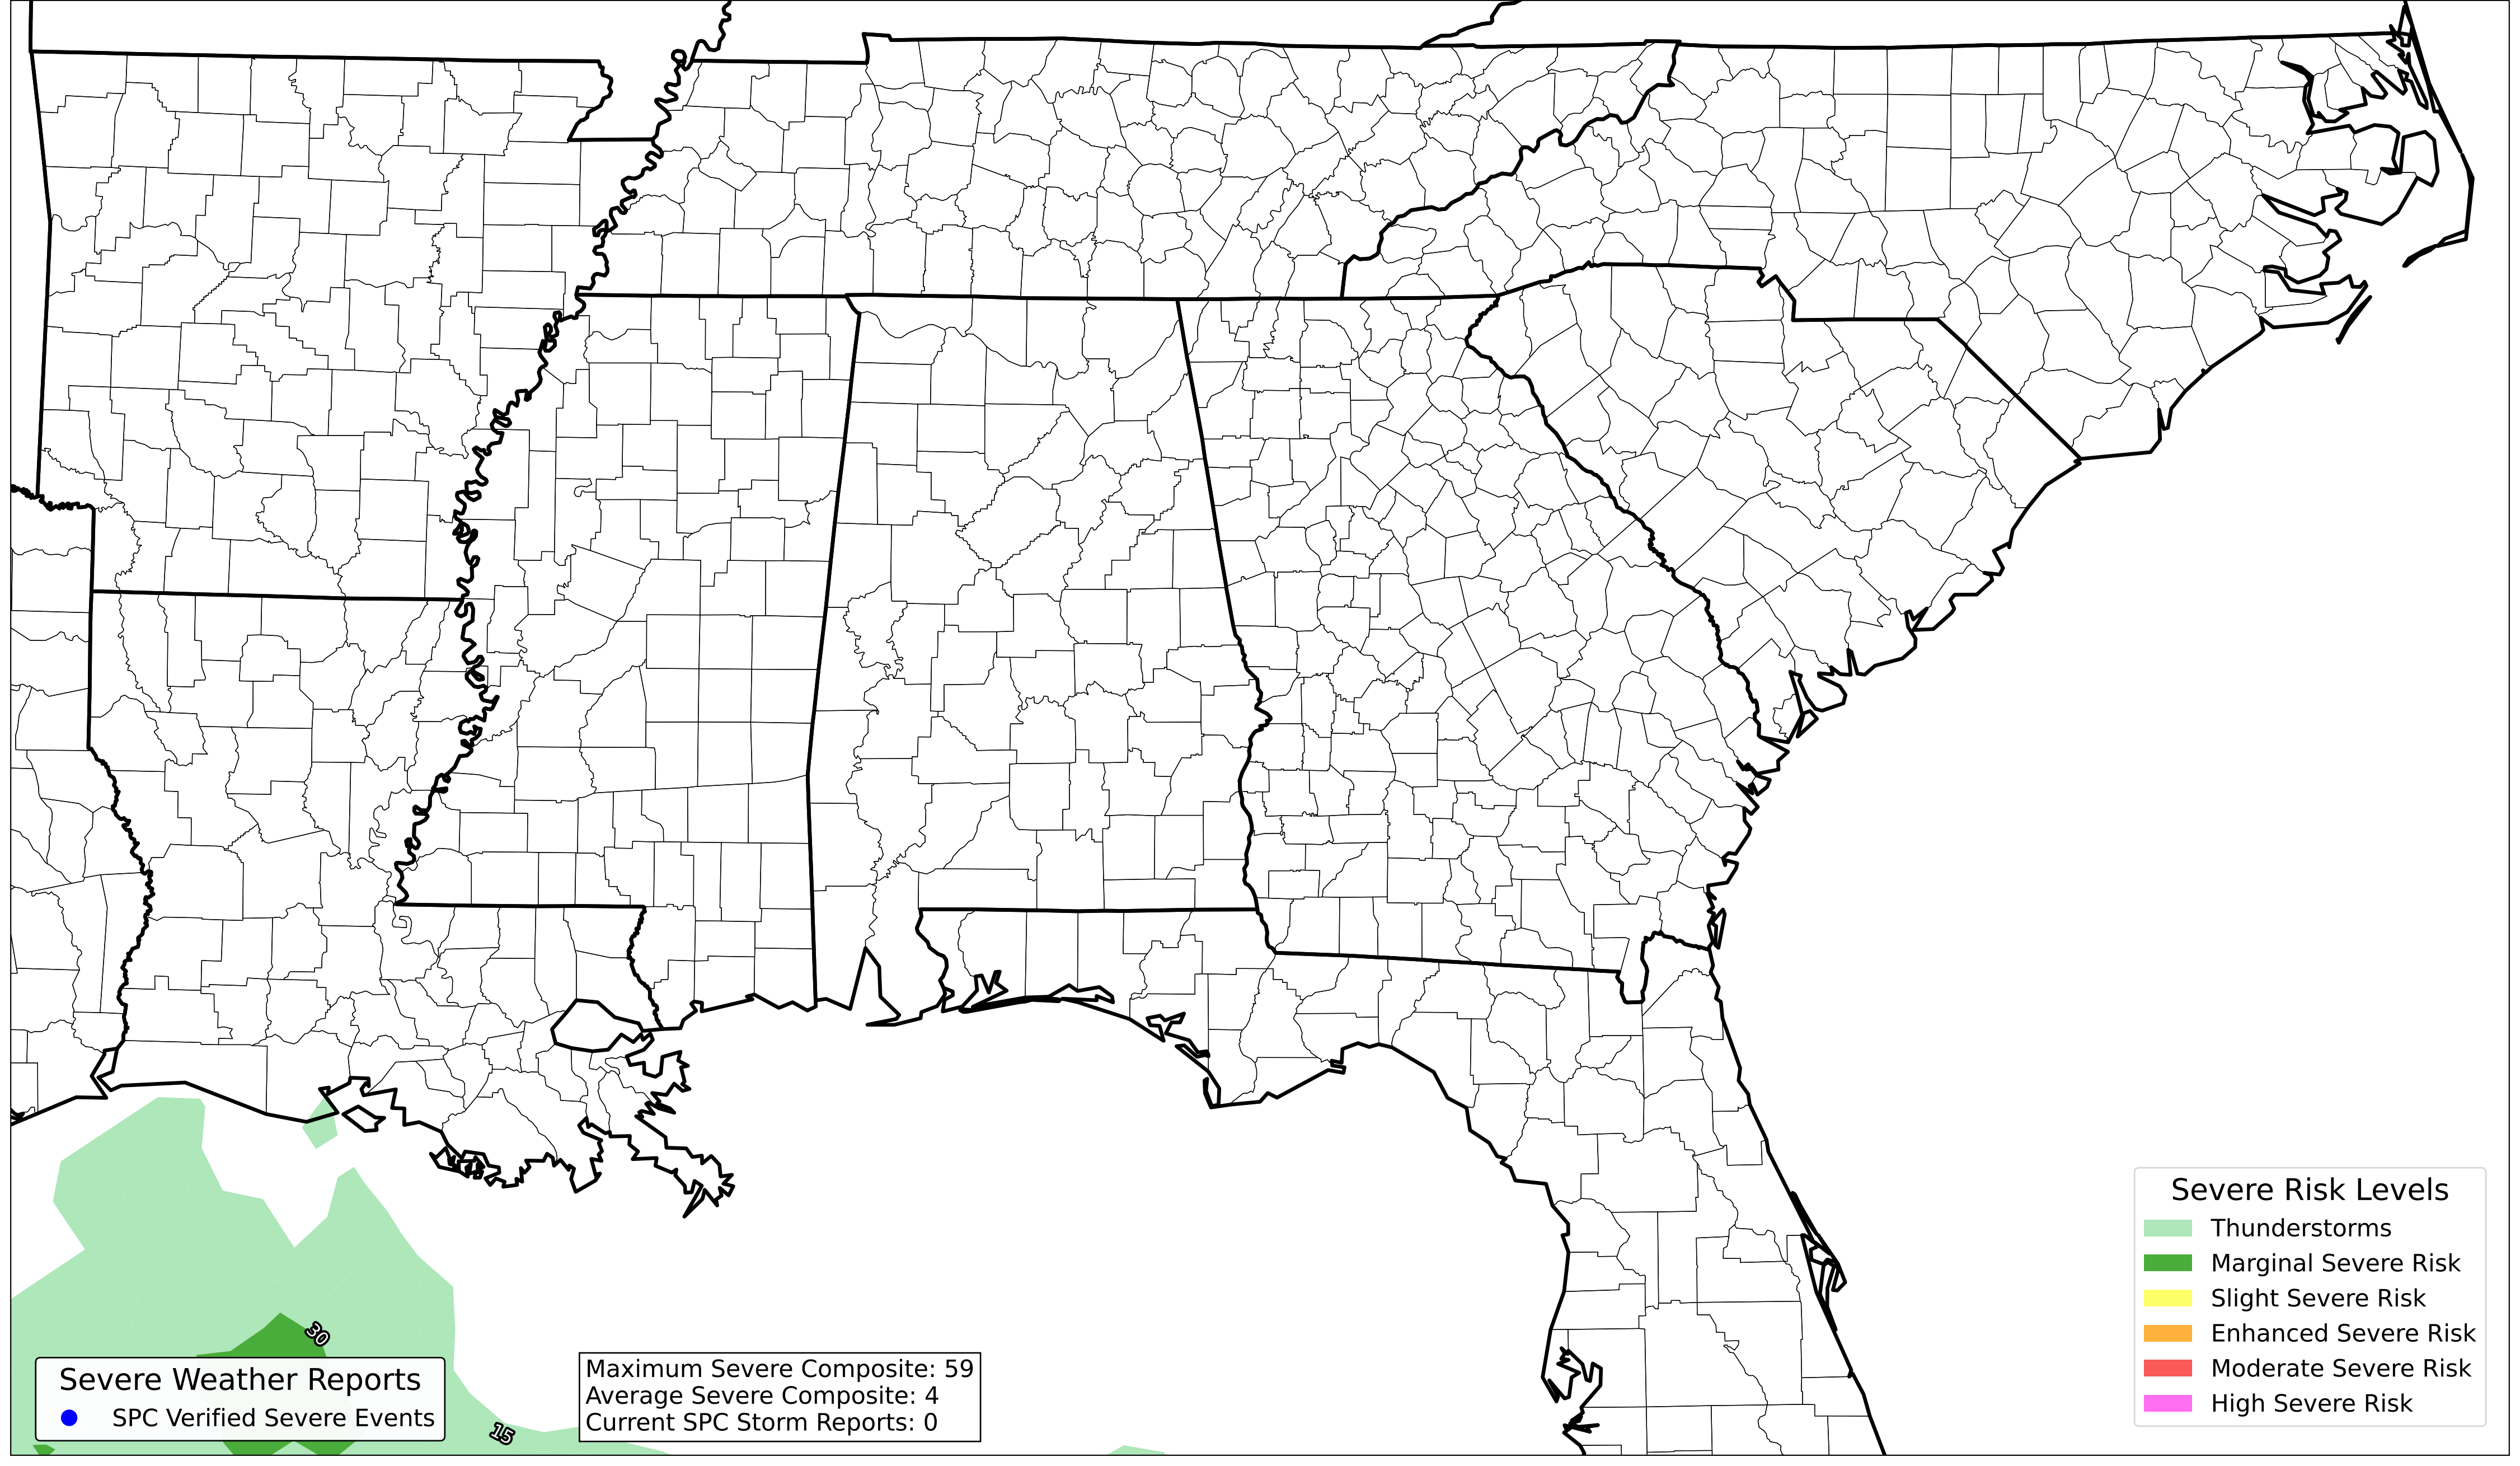 30
15
Severe Weather Reports
SPC Verified Severe Events
Maximum Severe Composite: 59
Average Severe Composite: 4
Current SPC Storm Reports: 0
Severe Risk Levels
Thunderstorms
Marginal Severe Risk
Slight Severe Risk
Enhanced Severe Risk
Moderate Severe Risk
High Severe Risk